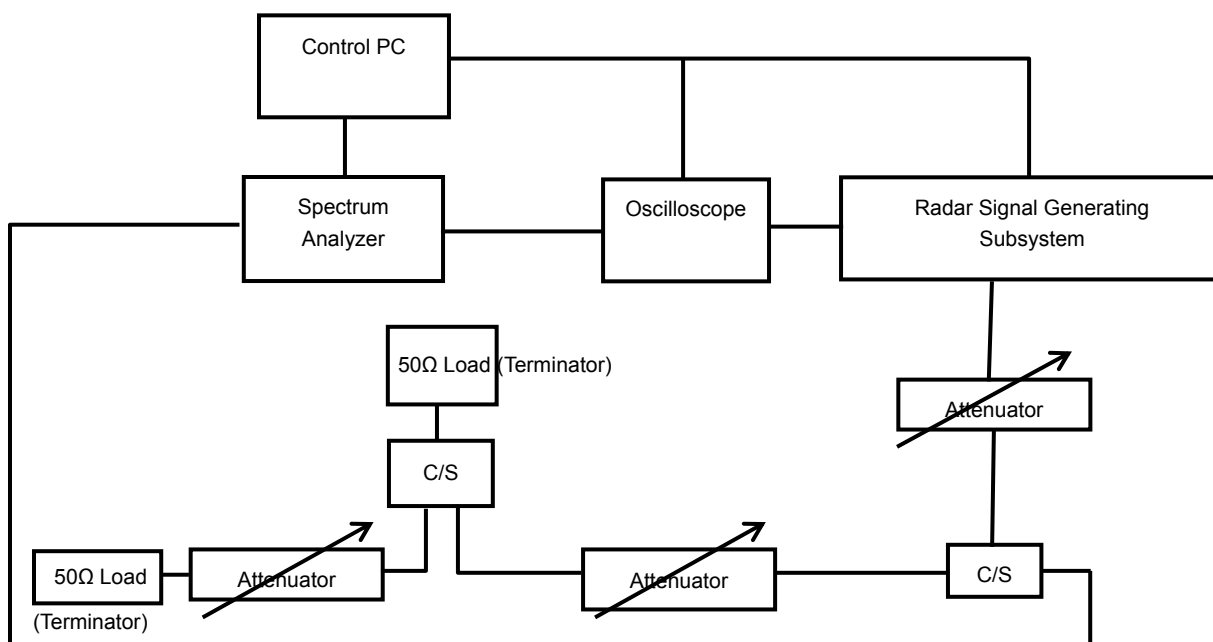 Control PC
Spectrum
Analyzer
Oscilloscope
Radar Signal Generating
Subsystem
50Ω Load (Terminator)
Attenuator
C/S
50Ω Load
(Terminator)
Attenuator
Attenuator
C/S